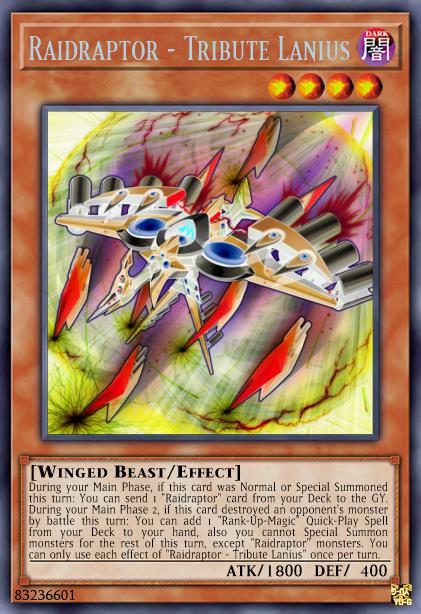 Raidraptor - Tribute Lanius
DARK
闇
[Winged Beast/Effect]
During your Main Phase, if this card was Normal or Special Summoned
this turn: You can send 1 "Raidraptor" card from your Deck to the GY.
During your Main Phase 2, if this card destroyed an opponent's monster
by battle this turn: You can add 1 "Rank-Up-Magic" Quick-Play Spell
from your Deck to your hand, also you cannot Special Summon
monsters for the rest of this turn, except "Raidraptor" monsters. You
can only use each effect of "Raidraptor - Tribute Lanius" once per turn.
ATK/1800 DEF/ 400
83236601